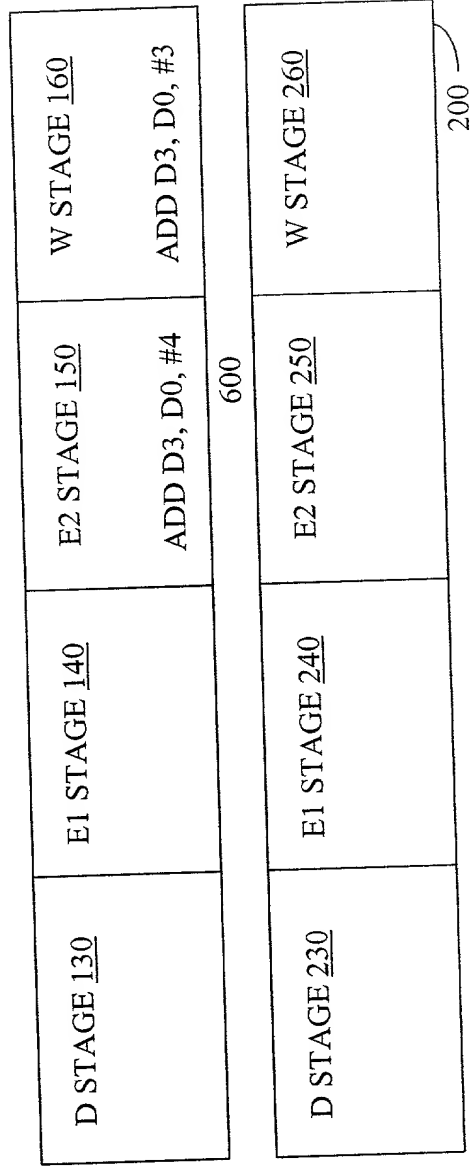 D STAGE 130
E1 STAGE 140
E2 STAGE 150
ADD D3, D0, #4
W STAGE 160
ADD D3, D0, #3
600
D STAGE 230
E1 STAGE 240
E2 STAGE 250
W STAGE 260
200